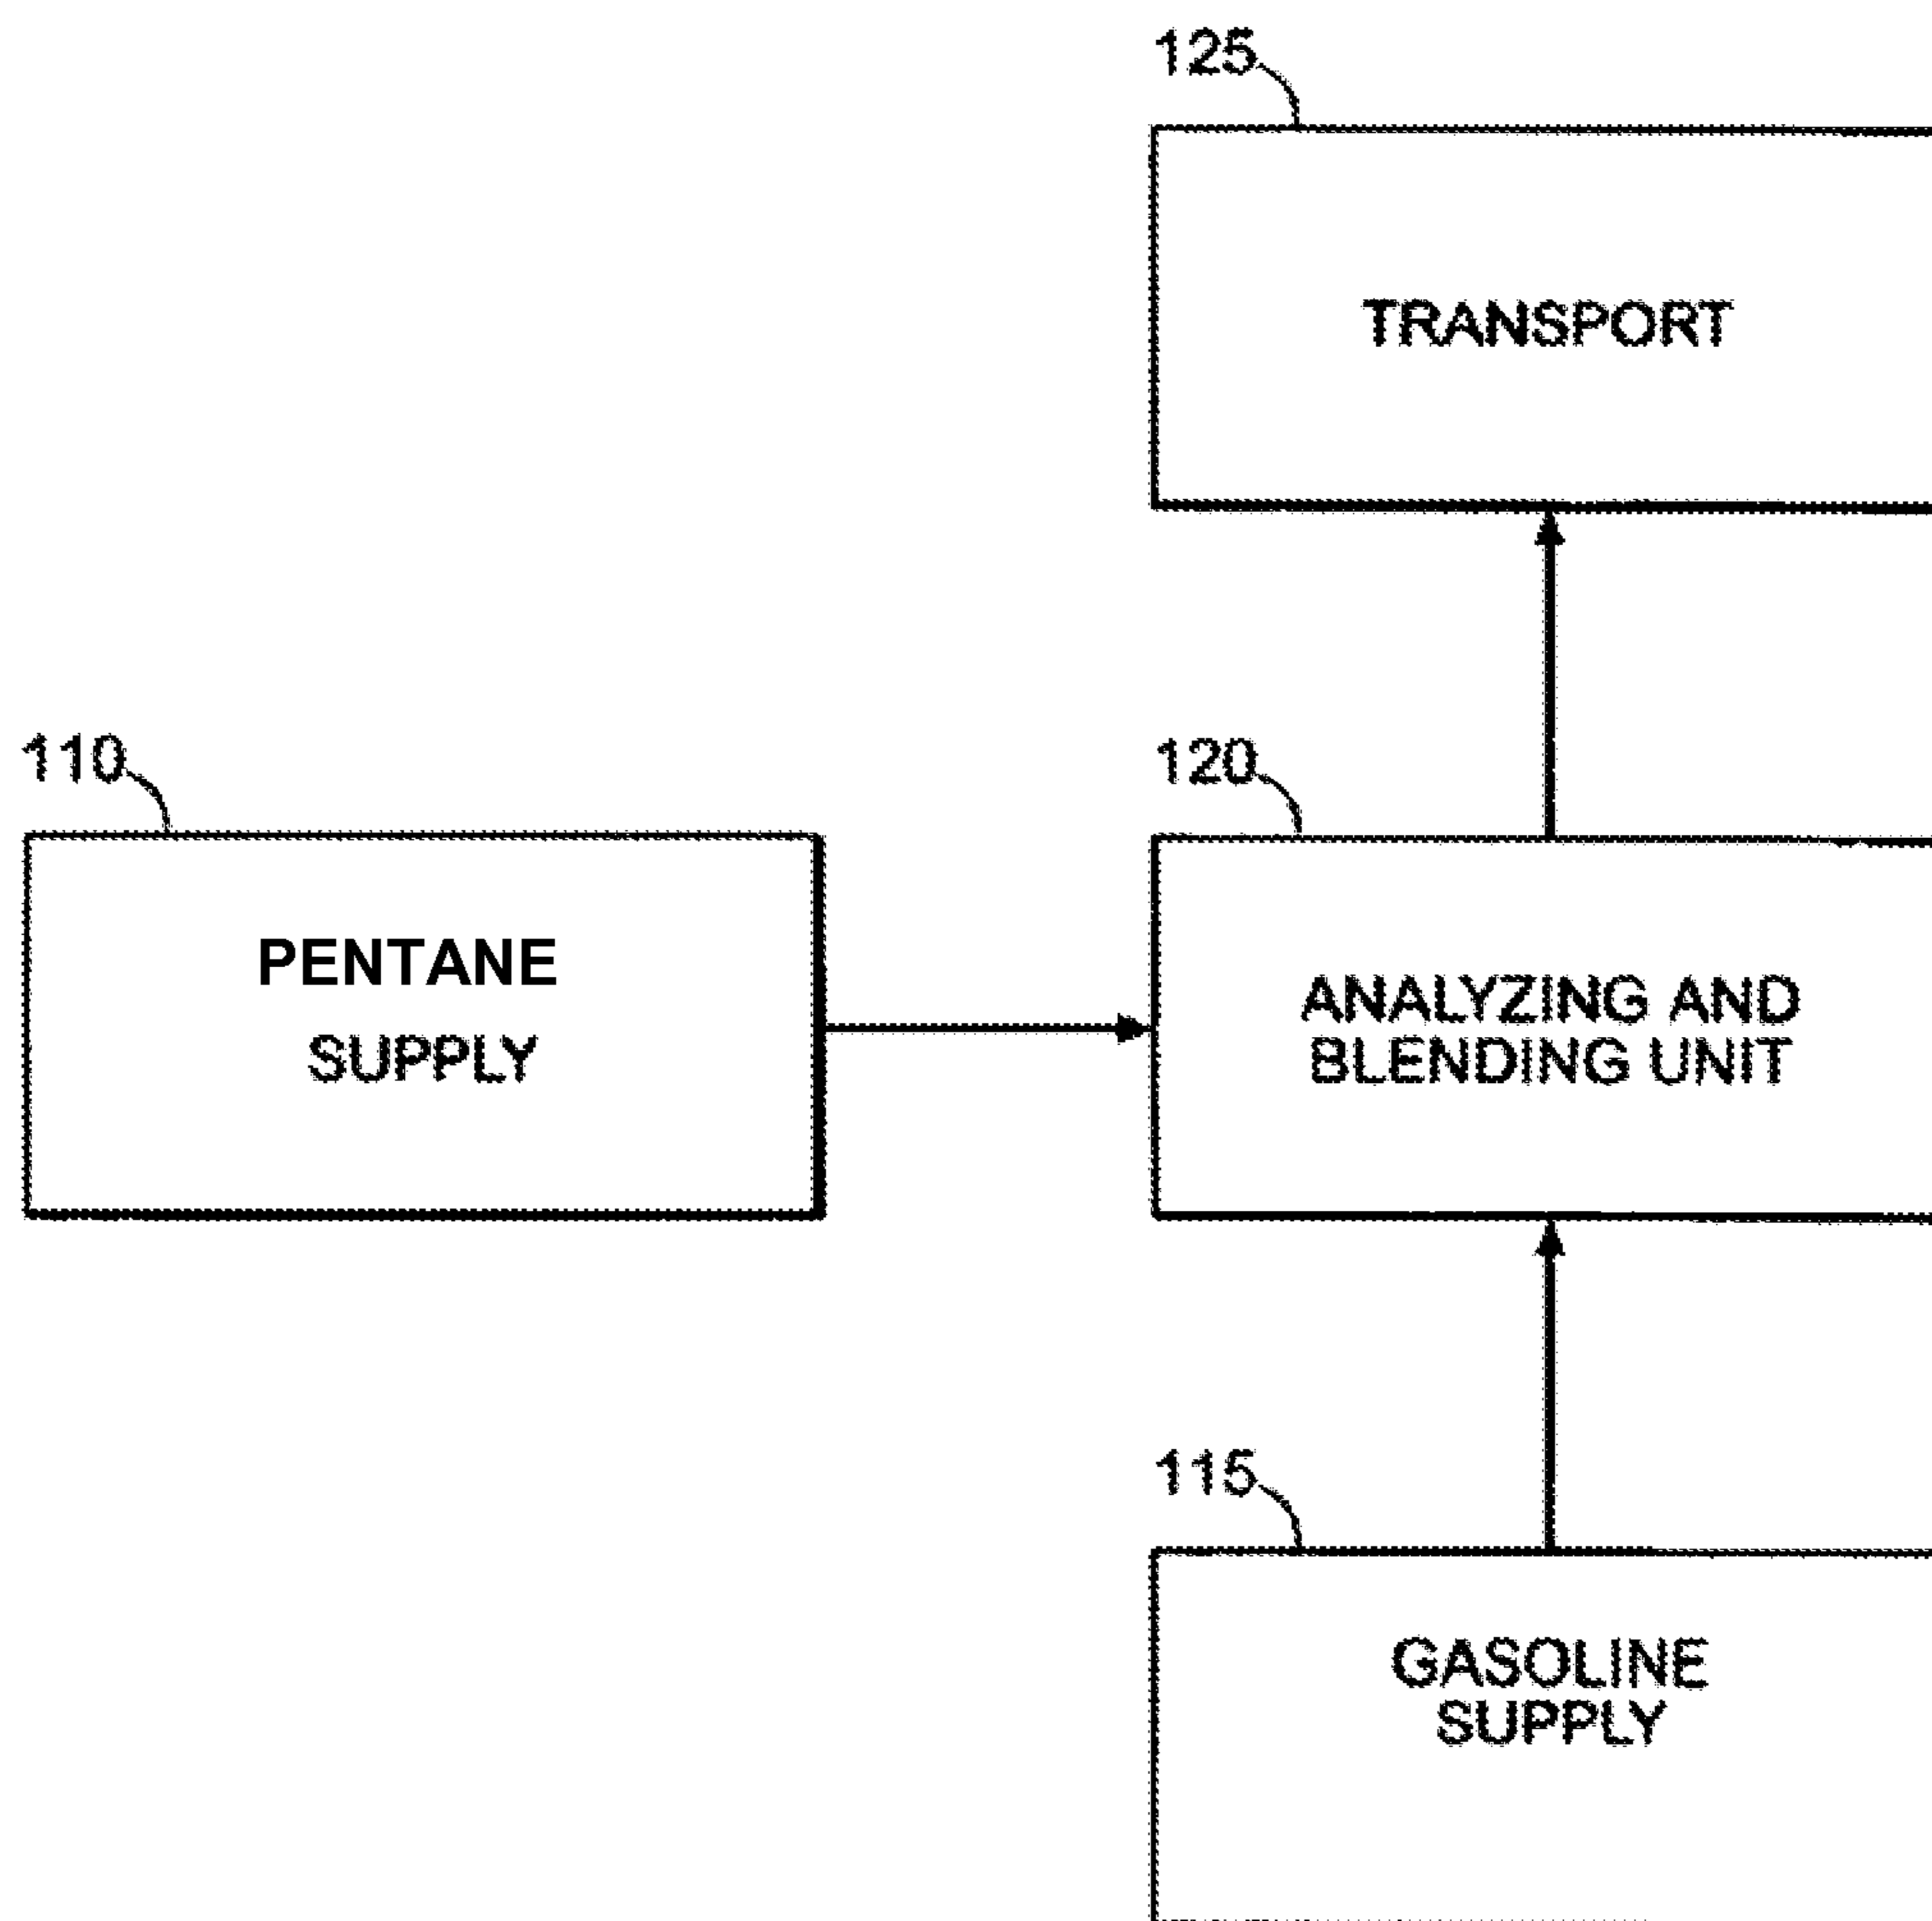 125
TRANSPORT
110
PENTANE
SUPPLY
120
ANALYZING AND
BLENDING UNIT
115
GASOLINE
SUPPLY